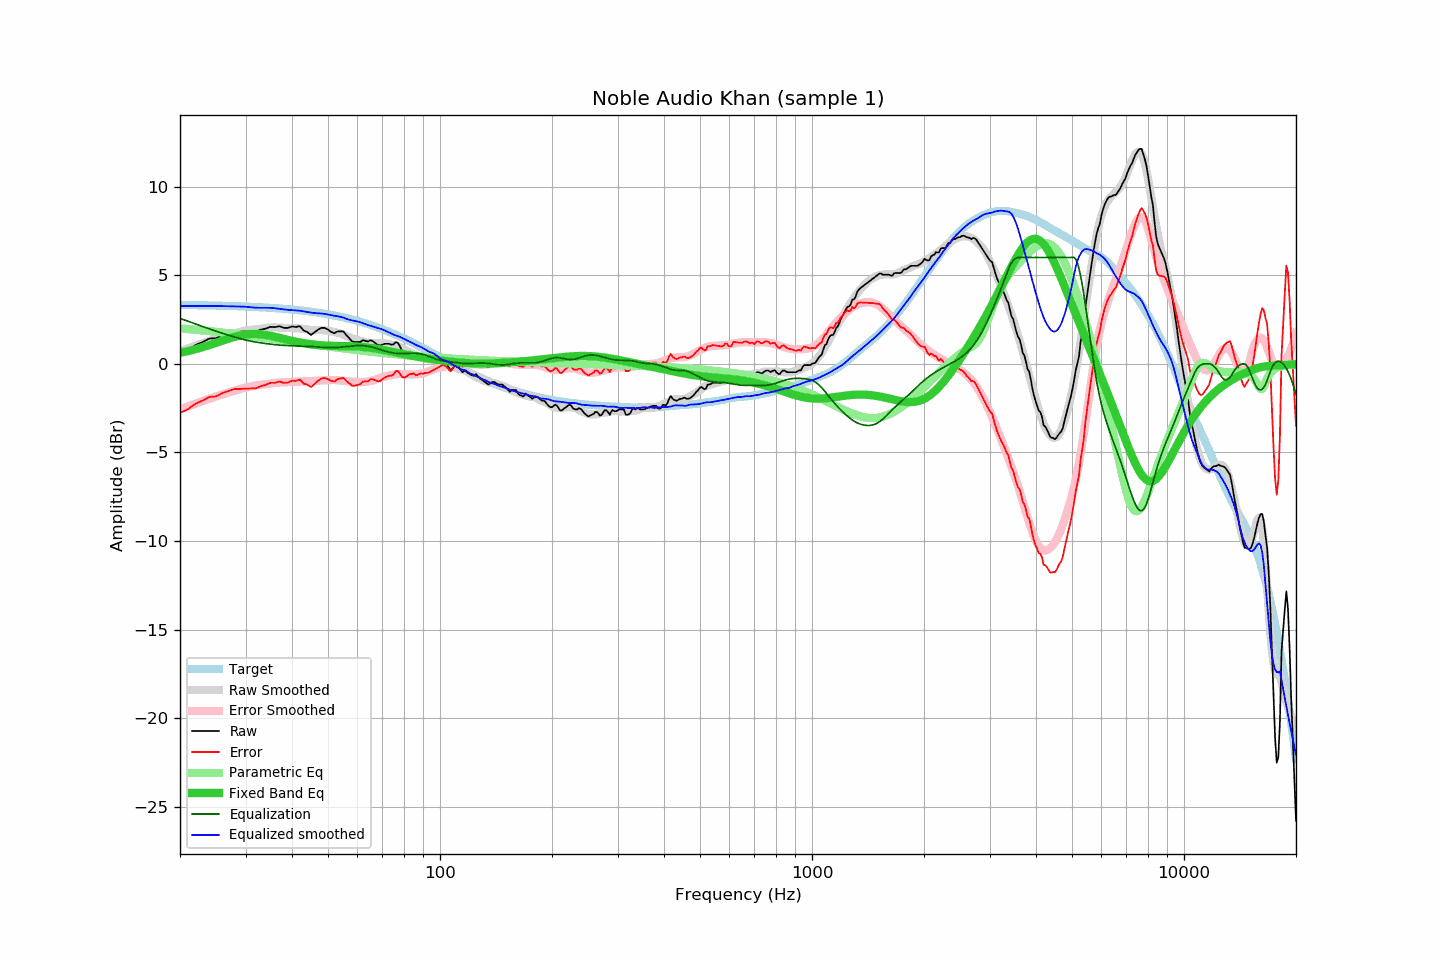 Noble Audio Khan (sample 1)
10
5
0
−5
−10
−15
−20
−25
Amplitude (dBr)
Target
Raw Smoothed
Error Smoothed
Raw
Error
Parametric Eq
Fixed Band Eq
Equalization
Equalized smoothed
100
1000
10000
Frequency (Hz)